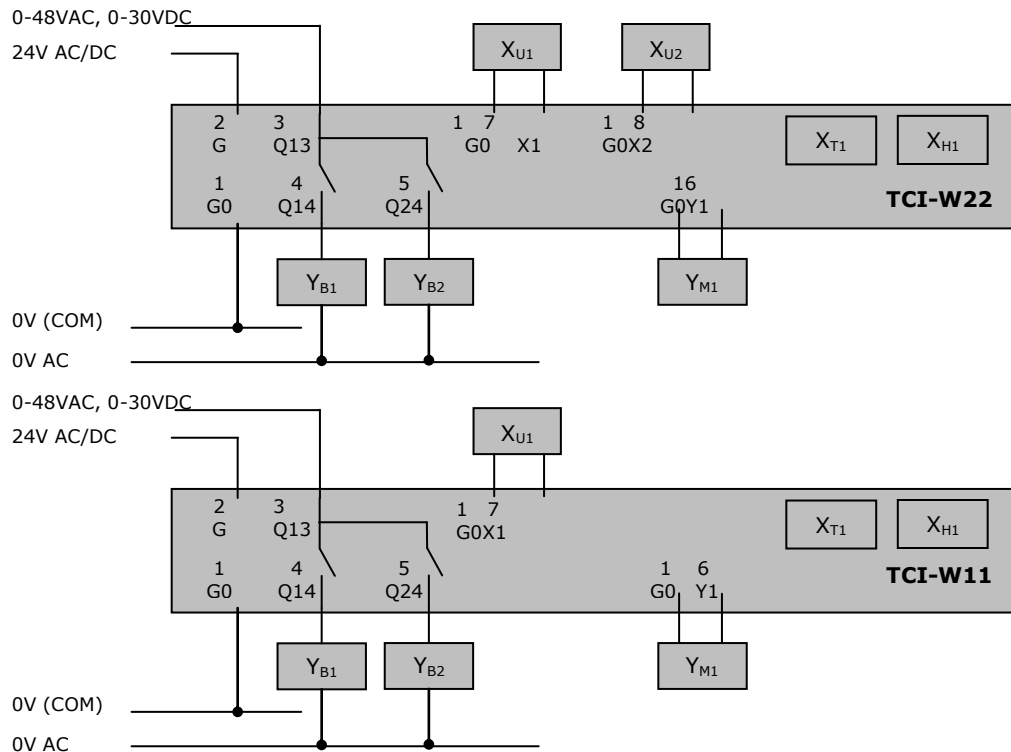 0-48VAC, 0-30VDC
24V AC/DC
XU1 XU2
2 3 1 7 1 8
G Q13 G0 X1 G0X2 XT1 XH1
1 4 5 16
G0 Q14 Q24 G0Y1 TCI-W22
YB1 YB2 YM1
0V (COM)
0V AC
0-48VAC, 0-30VDC
24V AC/DC
XU1
2 3 1 7
G Q13 G0X1 XT1 XH1
1 4 5 1 6
G0 Q14 Q24 G0 Y1 TCI-W11
YB1 YB2 YM1
0V (COM)
0V AC